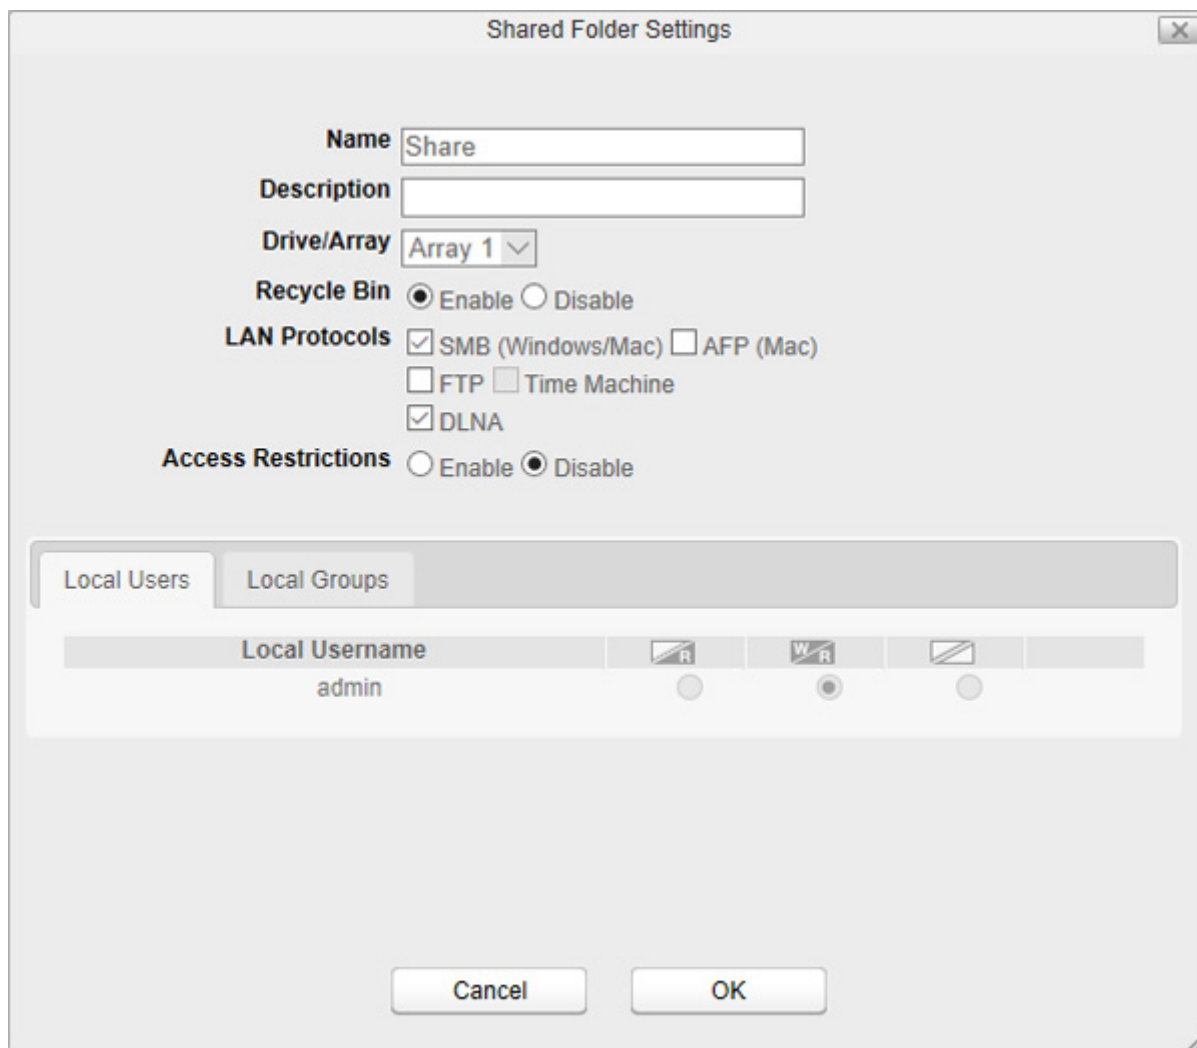 Shared Folder Settings
Name Share
Description
Drive/Array Array 1
Recycle Bin Enable Disable
LAN Protocols SMB (Windows/Mac) AFP (Mac)
FTP Time Machine
DLNA
Access Restrictions Enable Disable
Local Users Local Groups
Local Username R W/R
admin
Cancel OK